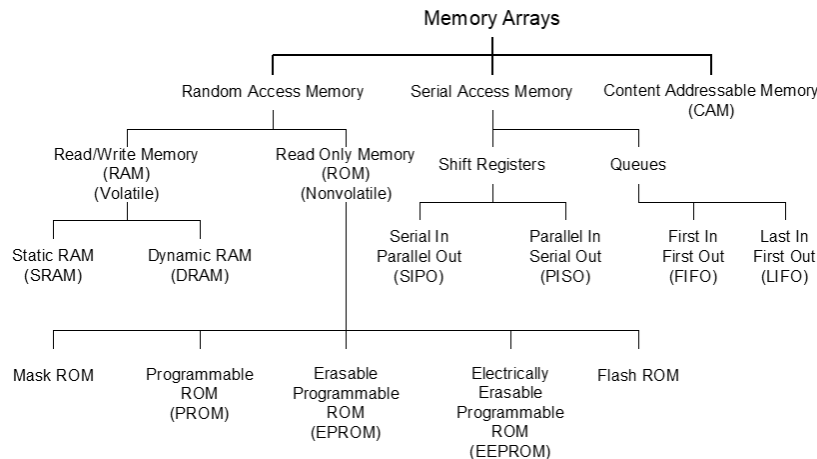 Memory Arrays
Random Access Memory
Serial Access Memory
Content Addressable Memory
(CAM)
Read/Write Memory
(RAM)
(Volatile)
Read Only Memory
(ROM)
(Nonvolatile)
Shift Registers
Queues
Static RAM
(SRAM)
Dynamic RAM
(DRAM)
Serial In
Parallel Out
(SIPO)
Parallel In
Serial Out
(PISO)
First In
First Out
(FIFO)
Last In
First Out
(LIFO)
Mask ROM
Programmable
ROM
(PROM)
Erasable
Programmable
ROM
(EPROM)
Electrically
Erasable
Programmable
ROM
(EEPROM)
Flash ROM